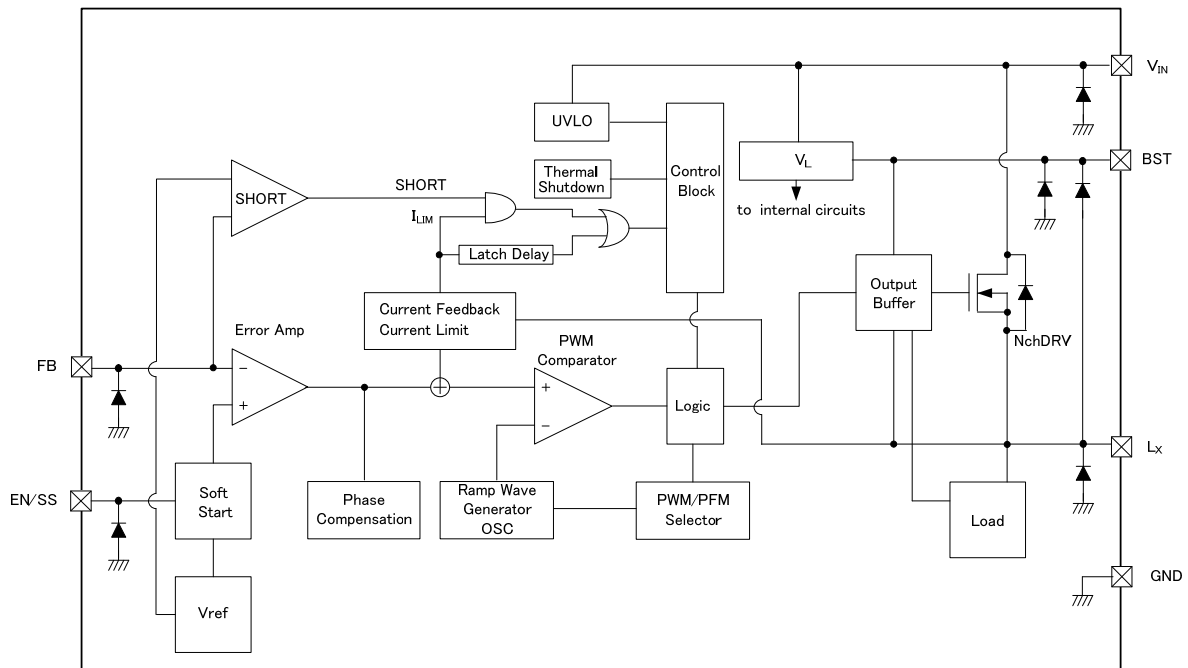 VIN
UVLO
Control
Block
VL
BST
Thermal
Shutdown
SHORT
SHORT
ILIM
to internal circuits
Latch Delay
Output
Buffer
Current Feedback
Current Limit
Error Amp
PWM
Comparator
NchDRV
FB
-
+
+
+
-
Logic
LX
EN/SS
Soft
Start
Phase
Compensation
Ramp Wave
Generator
OSC
PWM/PFM
Selector
Load
GND
Vref